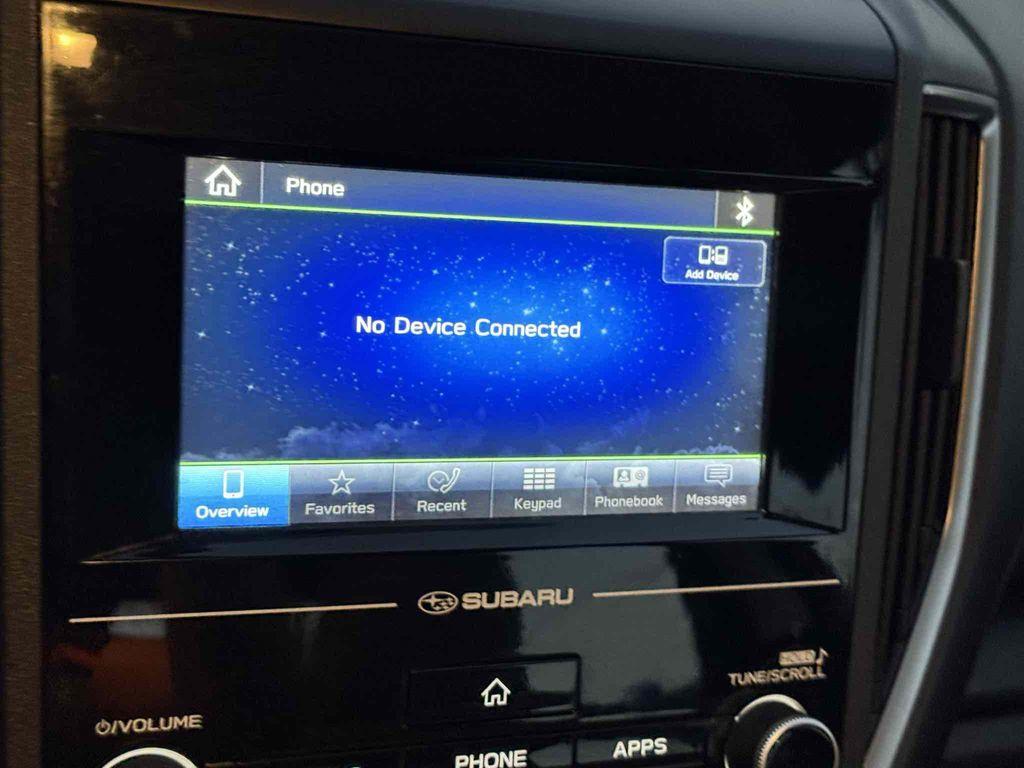 Phone
Add Device
No Device Connected
Overview
Favorites
Recent
Keypad
Phonebook
Messages
SUBARU
TUNE/SCROLL
/VOLUME
PHONE
APPS